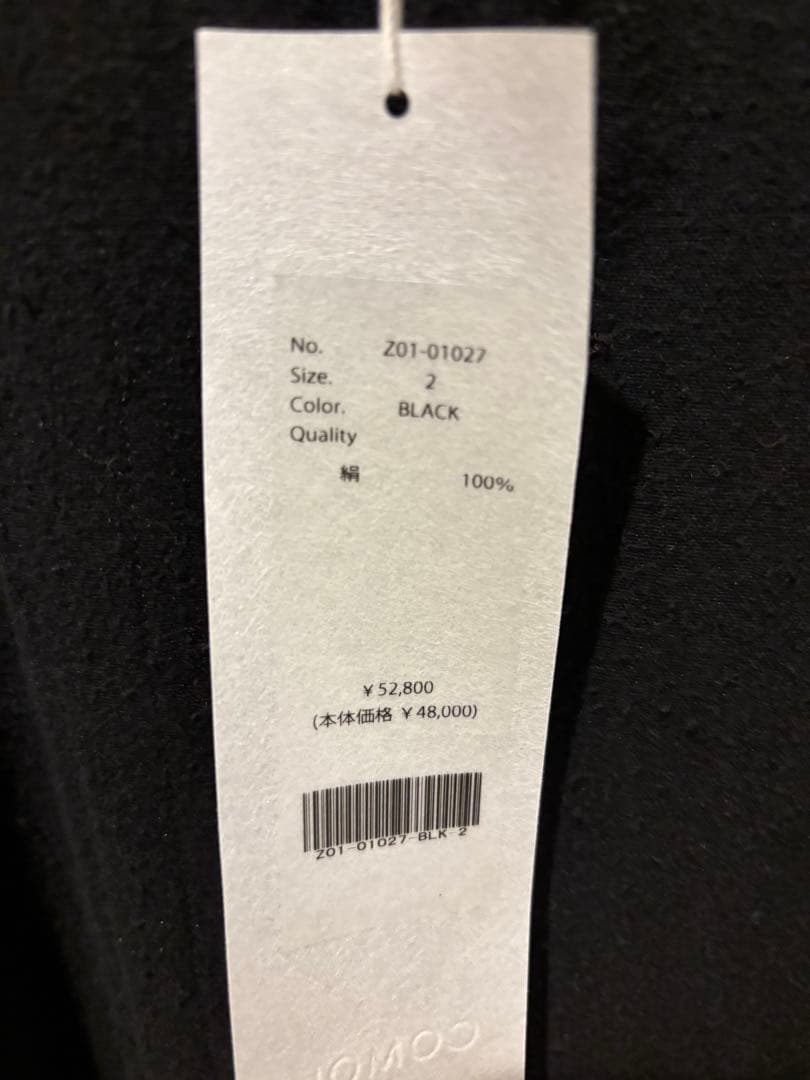 No. Z01-01027
Size. 2
Color. BLACK
Quality
絹 100%
¥52,800
(本体価格 ¥48,000)
Z01-01027-BLK-2